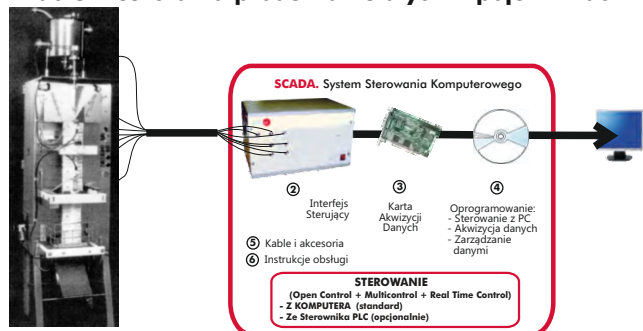 SCADA. System Sterowania Komputerowego
②
Interfejs
Sterujący
③
Karta
Akwizycji
Danych
④
Oprogramowanie:
- Sterowanie z PC
- Akwizycja danych
- Zarządzanie
danymi
⑤ Kable i akcesoria
⑥ Instrukcje obsługi
STEROWANIE
(Open Control + Multicontrol + Real Time Control)
- Z KOMPUTERA (standard)
- Ze Sterownika PLC (opcjonalnie)